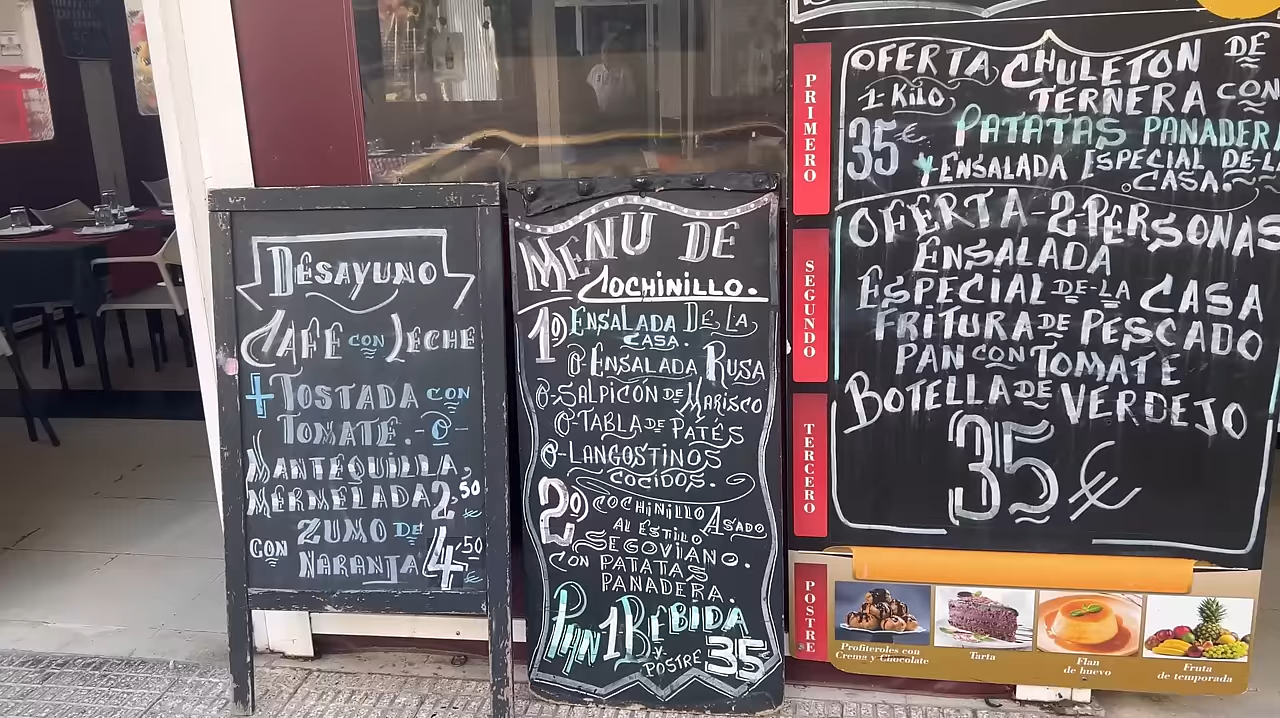 DESAYUNO
CAFÉ CON LECHE
+ TOSTADA CON
TOMATE.-O-
MANTEQUILLA,
MERMELADA 2,50 €
ZUMO DE
CON NARANJA 4,50 €
MENÚ DE
COCHINILLO.
1º ENSALADA DE LA
CASA.
O-ENSALADA RUSA
O-SALPICÓN DE MARISCO
O-TABLA DE PATÉS
O-LANGOSTINOS
COCIDOS.
2º COCHINILLO ASADO
AL ESTILO
SEGOVIANO.
CON PATATAS
PANADERA.
PAN 1 BEBIDA
Y POSTRE 35€
PRIMERO
SEGUNDO
TERCERO
POSTRE
OFERTA CHULETON DE
1 KILO, TERNERA CON
35€ PATATAS PANADER
+ ENSALADA ESPECIAL DE-L
CASA.
OFERTA-2-PERSONAS
ENSALADA
ESPECIAL-DE-LA CASA
FRITURA DE PESCADO
PAN CON TOMATE
BOTELLA DE VERDEJO
35 €
Profiteroles con
Crema y Chocolate
Tarta
Flan
de huevo
Fruta
de temporada